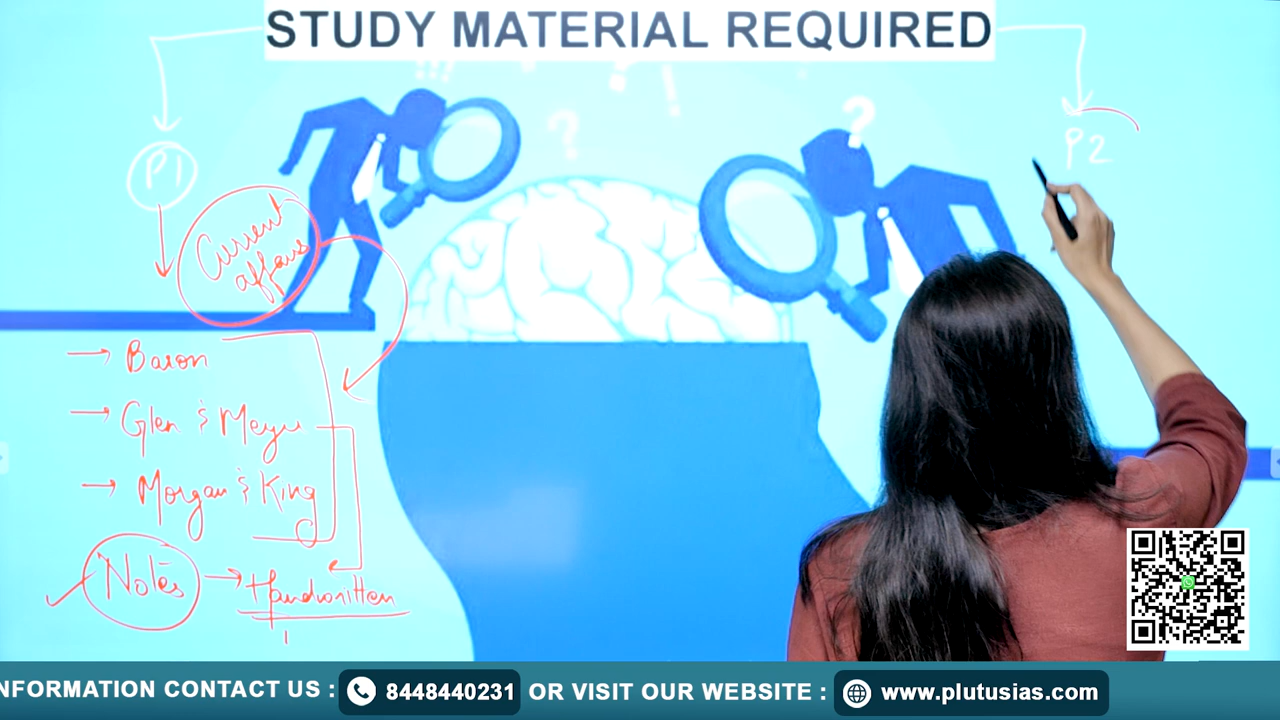 STUDY MATERIAL REQUIRED
P1
P2
Current
affairs
→ Baron
→ Glen & Meyer
→ Morgan & King
Notes → Handwritten
NFORMATION CONTACT US : 8448440231 OR VISIT OUR WEBSITE : www.plutusias.com